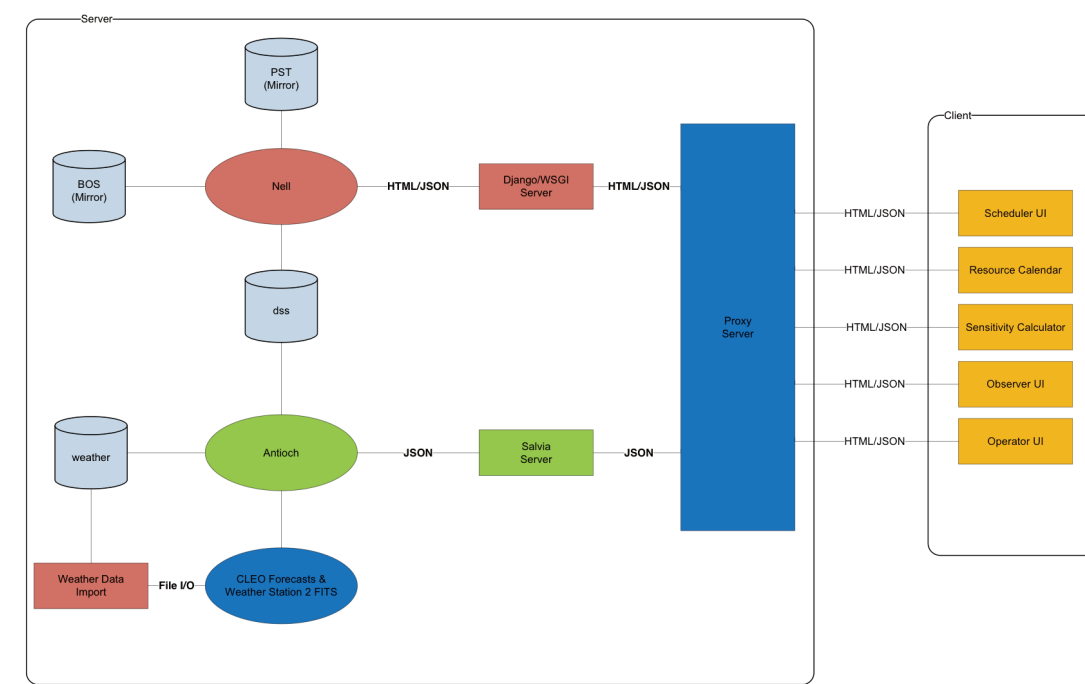 Server
PST
(Mirror)
Client
BOS
(Mirror)
Nell
HTML/JSON
Django/WSGI
Server
HTML/JSON
HTML/JSON
Scheduler UI
HTML/JSON
Resource Calendar
dss
Proxy
Server
HTML/JSON
Sensitivity Calculator
HTML/JSON
Observer UI
HTML/JSON
Operator UI
weather
Antioch
JSON
Salvia
Server
JSON
Weather Data
Import
File I/O
CLEO Forecasts &
Weather Station 2 FITS